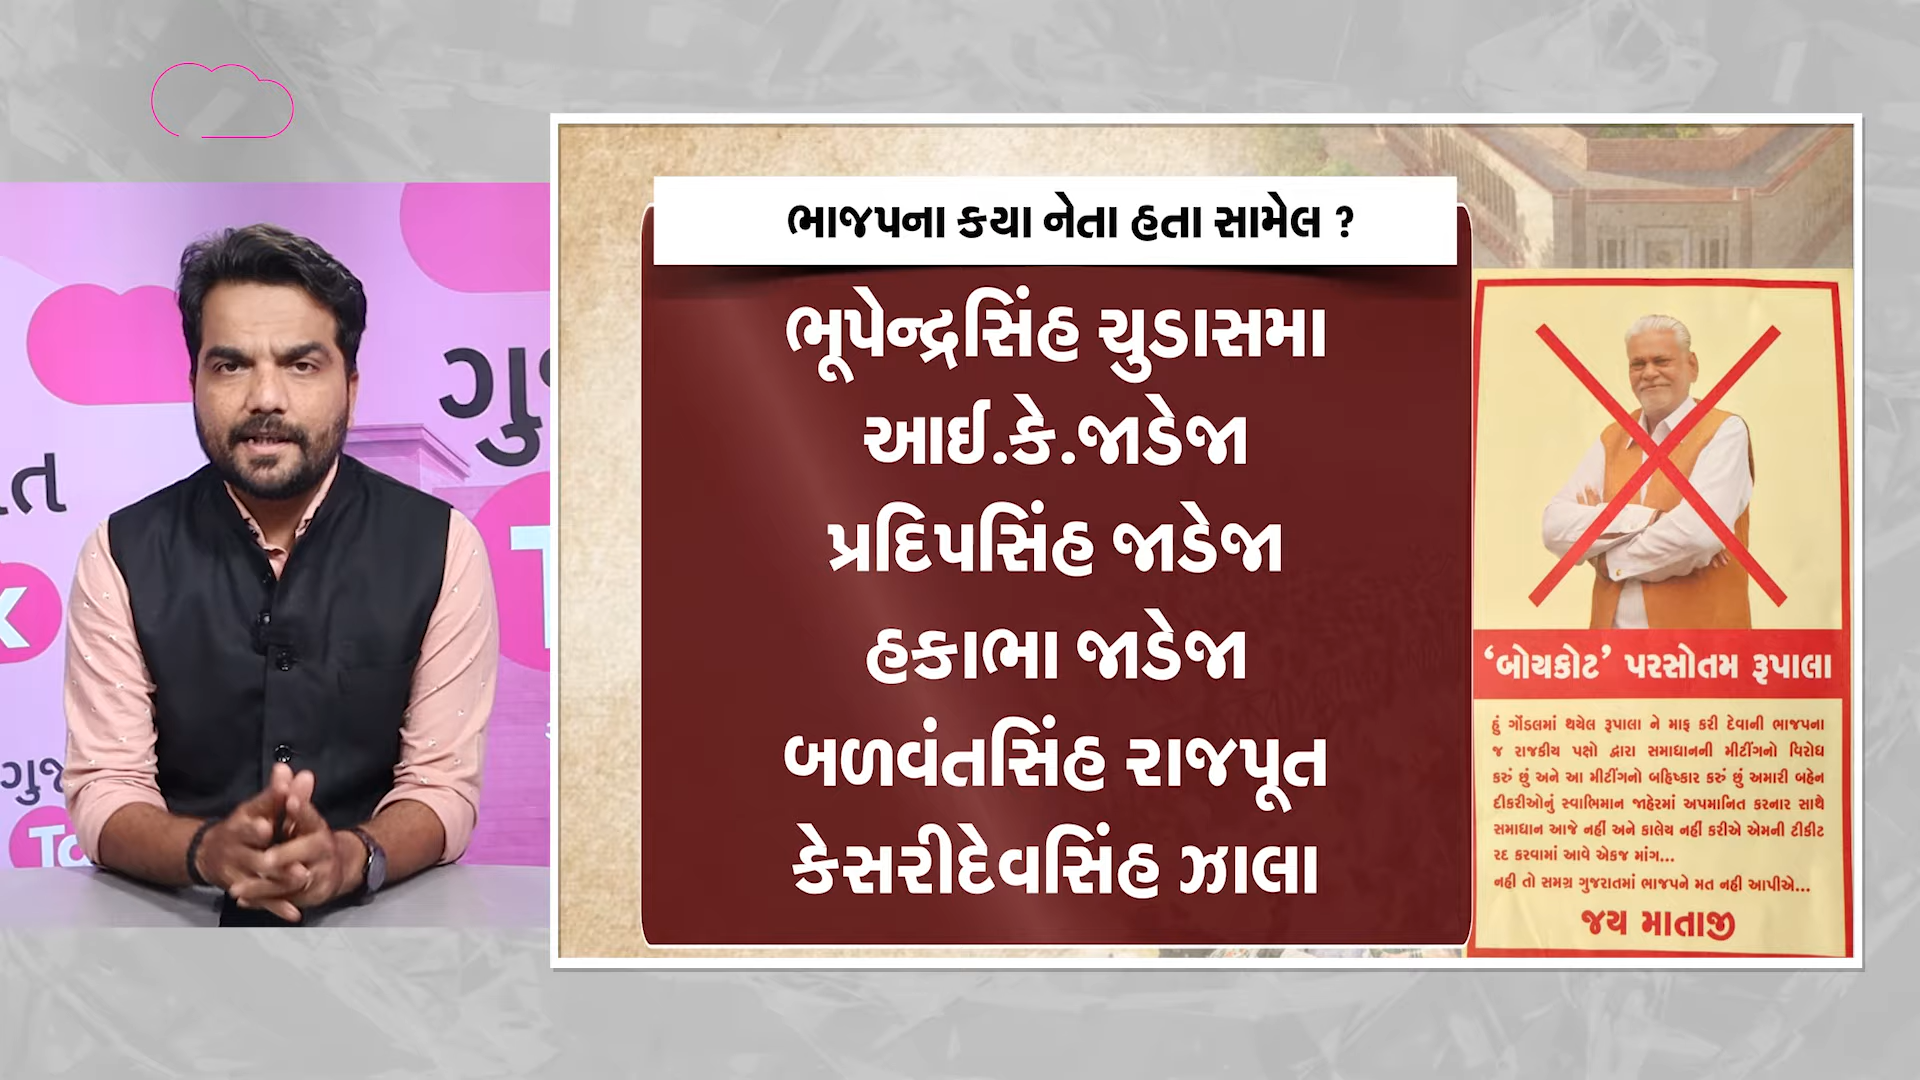 ભાજપના કયા નેતા હતા સામેલ ?
ભૂપેન્દ્રસિંહ ચુડાસમા
આઈ.કે.જાડેજા
પ્રદિપસિંહ જાડેજા
હકાભા જાડેજા
બળવંતસિંહ રાજપૂત
કેસરીદેવસિંહ ઝાલા
‘બોયકોટ’ પરસોતમ રૂપાલા
હું ગોંડલમાં થયેલ રૂપાલા ને માફ કરી દેવાની ભાજપના
જ રાજકીય પક્ષો દ્વારા સમાધાનની મીટીંગનો વિરોધ
કરું છું અને આ મીટીંગનો બહિષ્કાર કરું છું અમારી બહેન
દીકરીઓનું સ્વાભિમાન જાહેરમાં અપમાનિત કરનાર સાથે
સમાધાન આજે નહીં અને કાલેય નહીં કરીએ એમની ટીકીટ
રદ કરવામાં આવે એકજ માંગ...
નહી તો સમગ્ર ગુજરાતમાં ભાજપને મત નહી આપીએ...
જય માતાજી